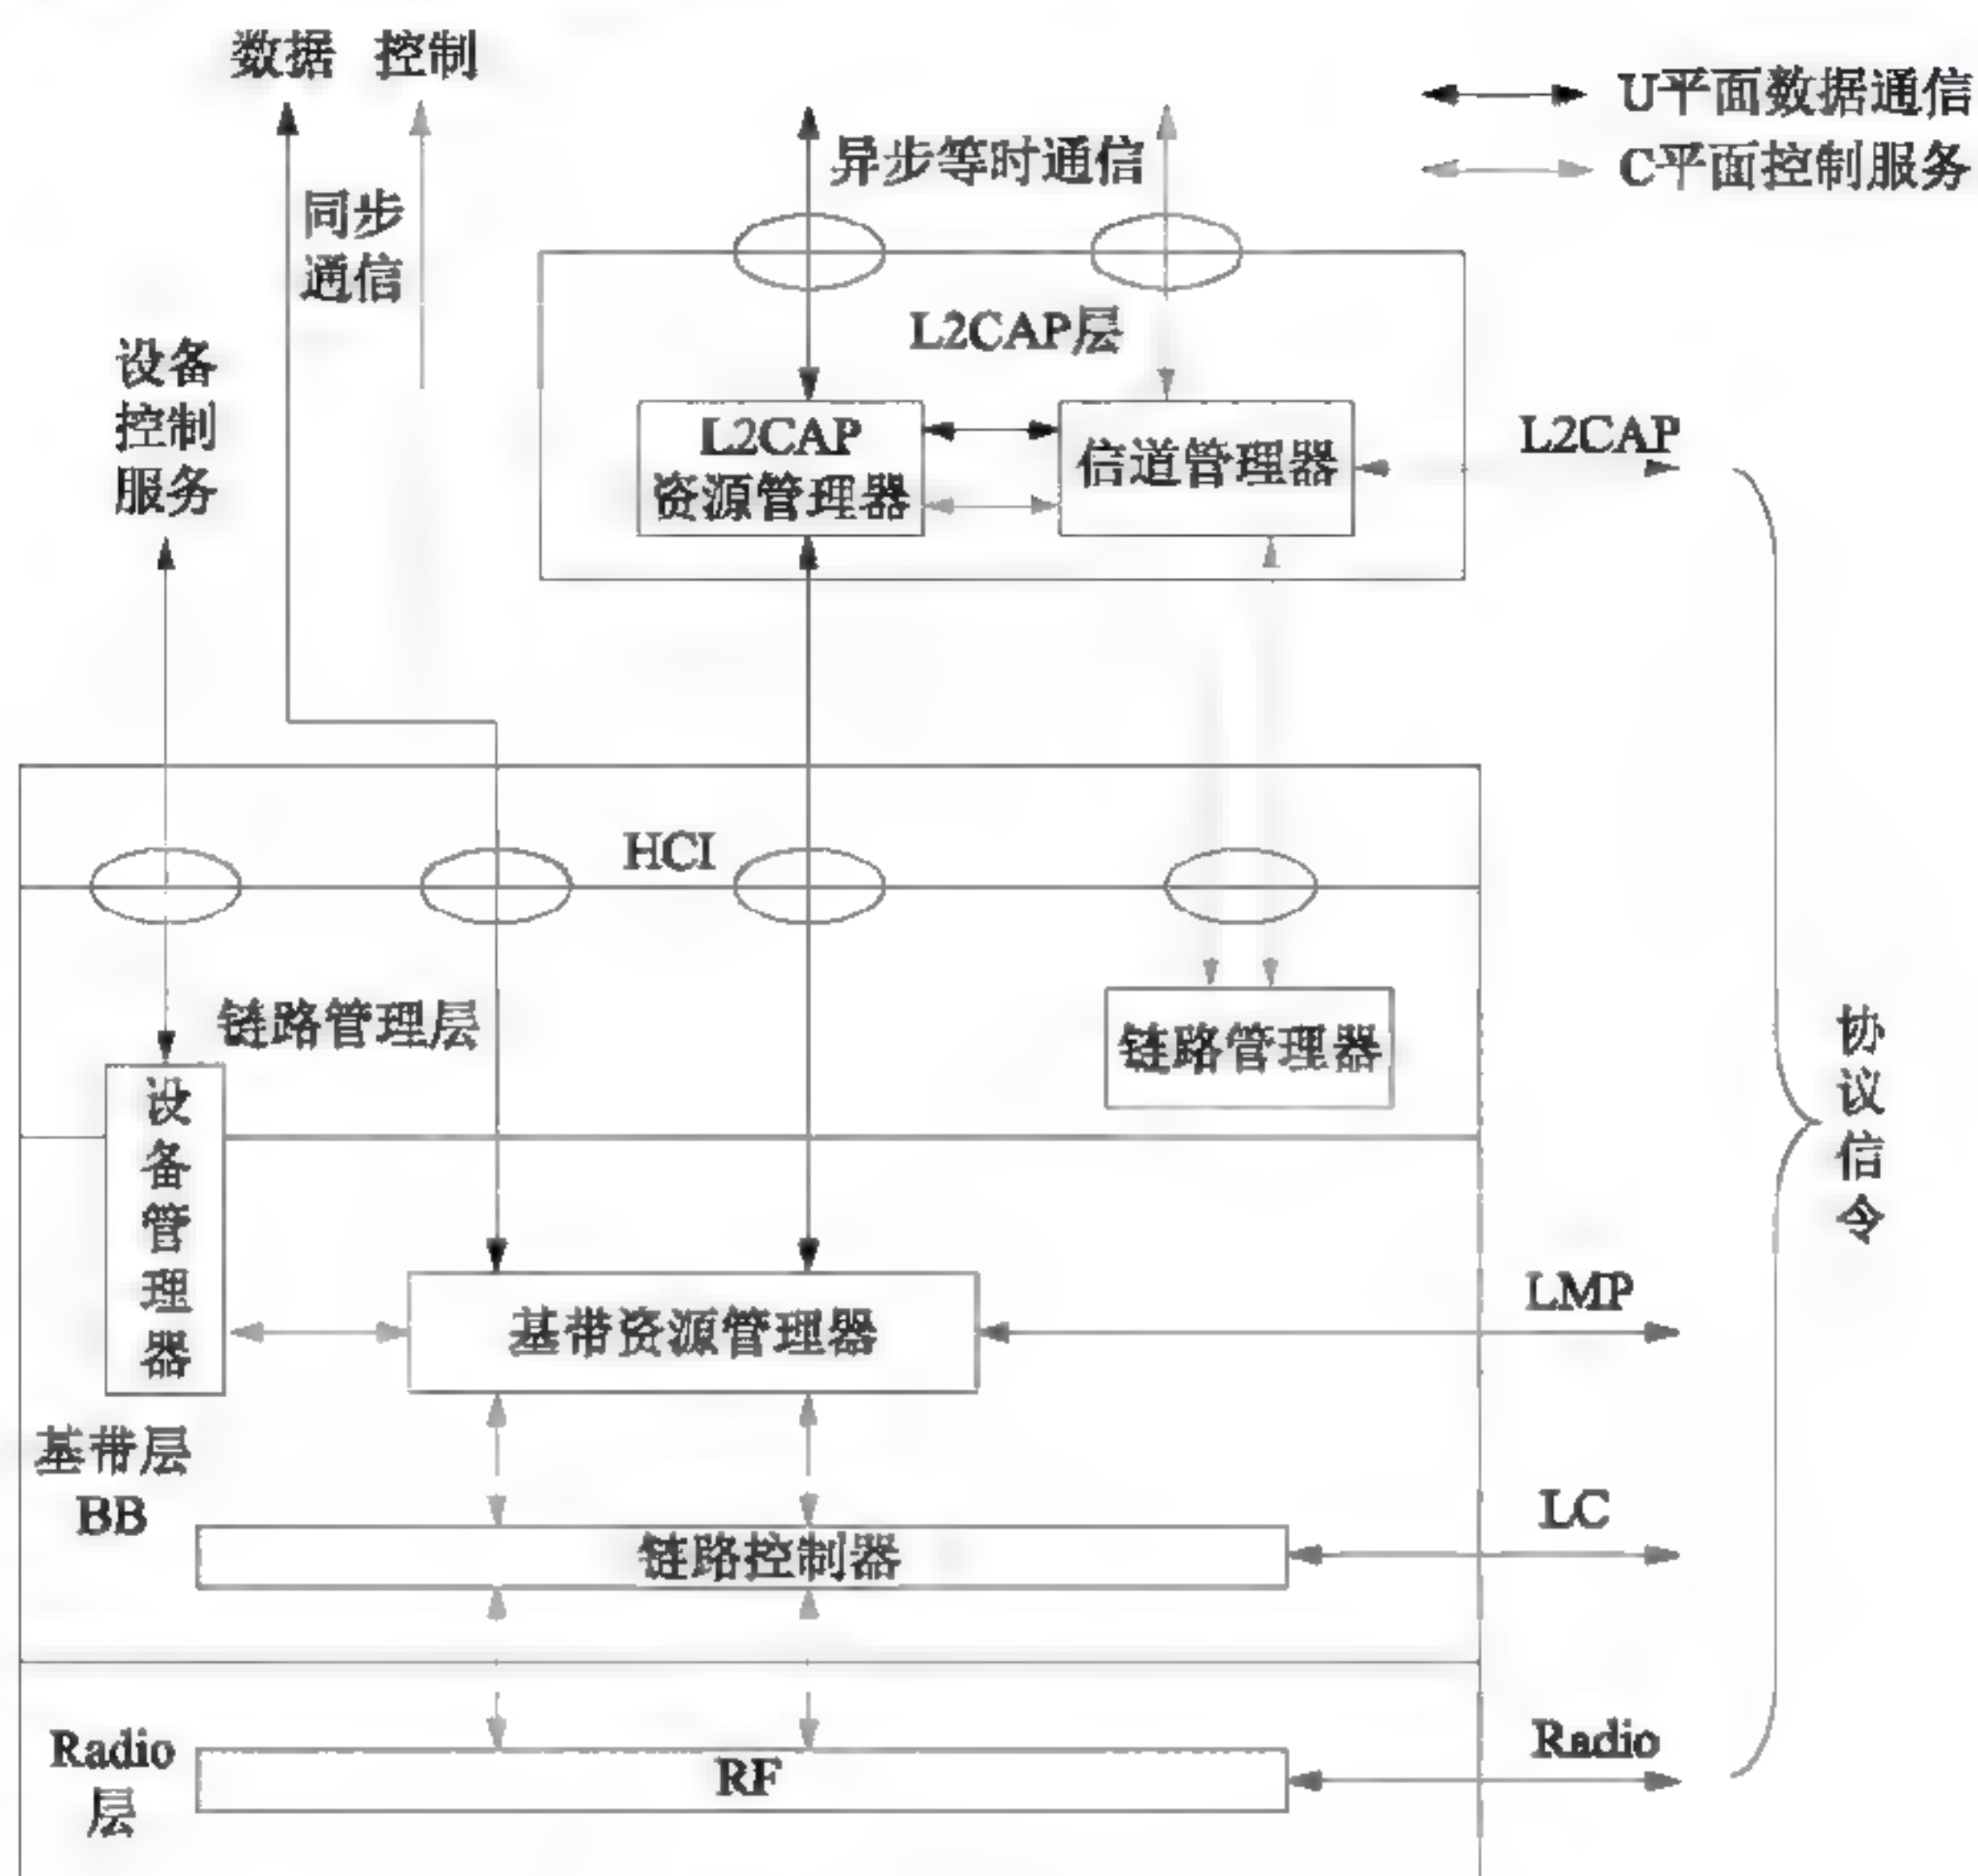 数据 控制
U平面数据通信
C平面控制服务
异步等时通信
同步
通信
L2CAP层
设备
控制
服务
L2CAP
资源管理器
信道管理器
L2CAP
HCI
链路管理层
链路管理器
设备管理器
协议信令
基带资源管理器
LMP
基带层
BB
链路控制器
LC
Radio
层
RF
Radio